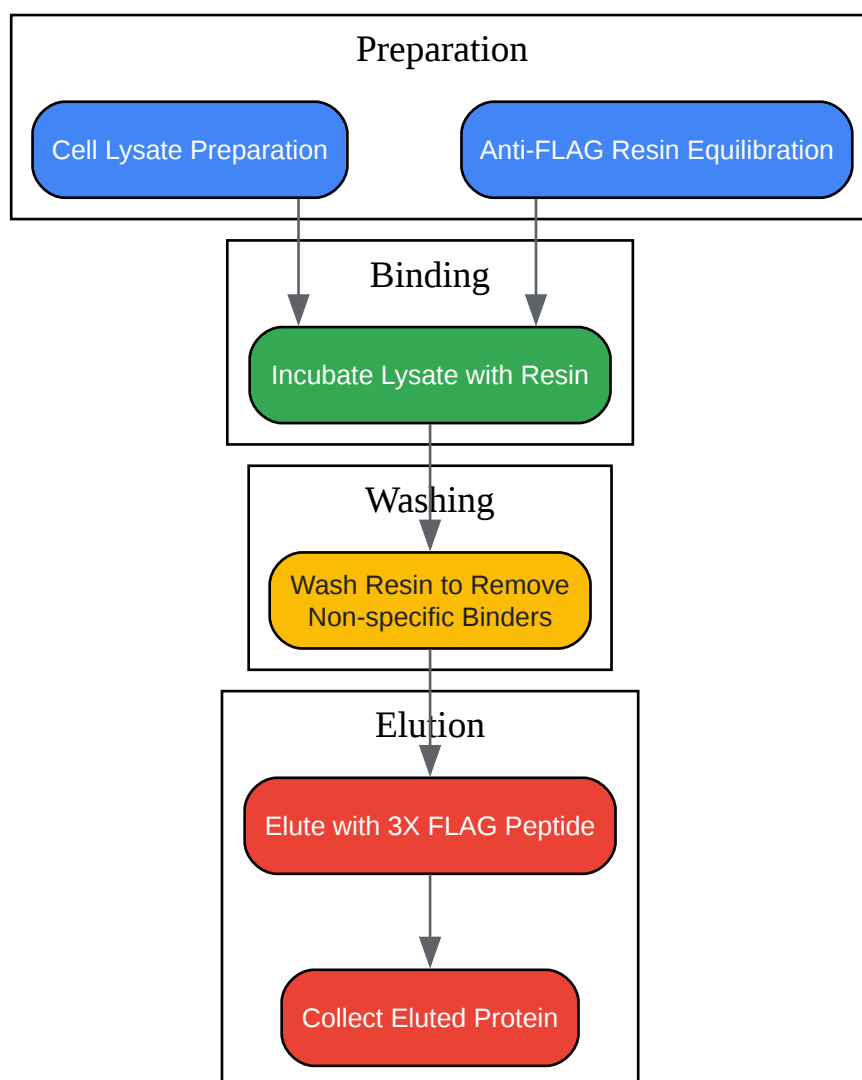 Preparation
Cell Lysate Preparation
Anti-FLAG Resin Equilibration
Binding
Incubate Lysate with Resin
Washing
Wash Resin to Remove
Non-specific Binders
Elution
Elute with 3X FLAG Peptide
Collect Eluted Protein